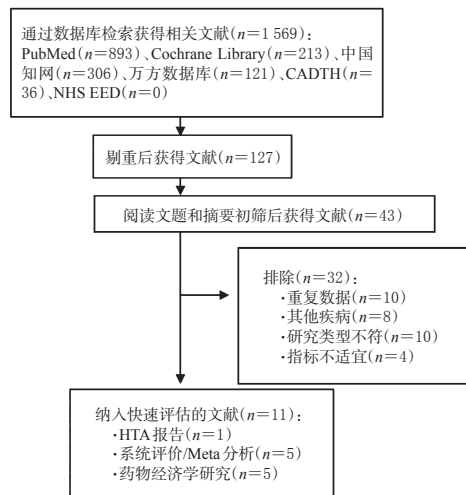 通过数据库检索获得相关文献(n=1 569)：
PubMed(n=893)、Cochrane Library(n=213)、中国
知网(n=306)、万方数据库(n=121)、CADTH(n=
36)、NHS EED(n=0)
剔重后获得文献(n=127)
阅读文题和摘要初筛后获得文献(n=43)
排除(n=32)：
·重复数据(n=10)
·其他疾病(n=8)
·研究类型不符(n=10)
·指标不适宜(n=4)
纳入快速评估的文献(n=11)：
·HTA报告(n=1)
·系统评价/Meta分析(n=5)
·药物经济学研究(n=5)